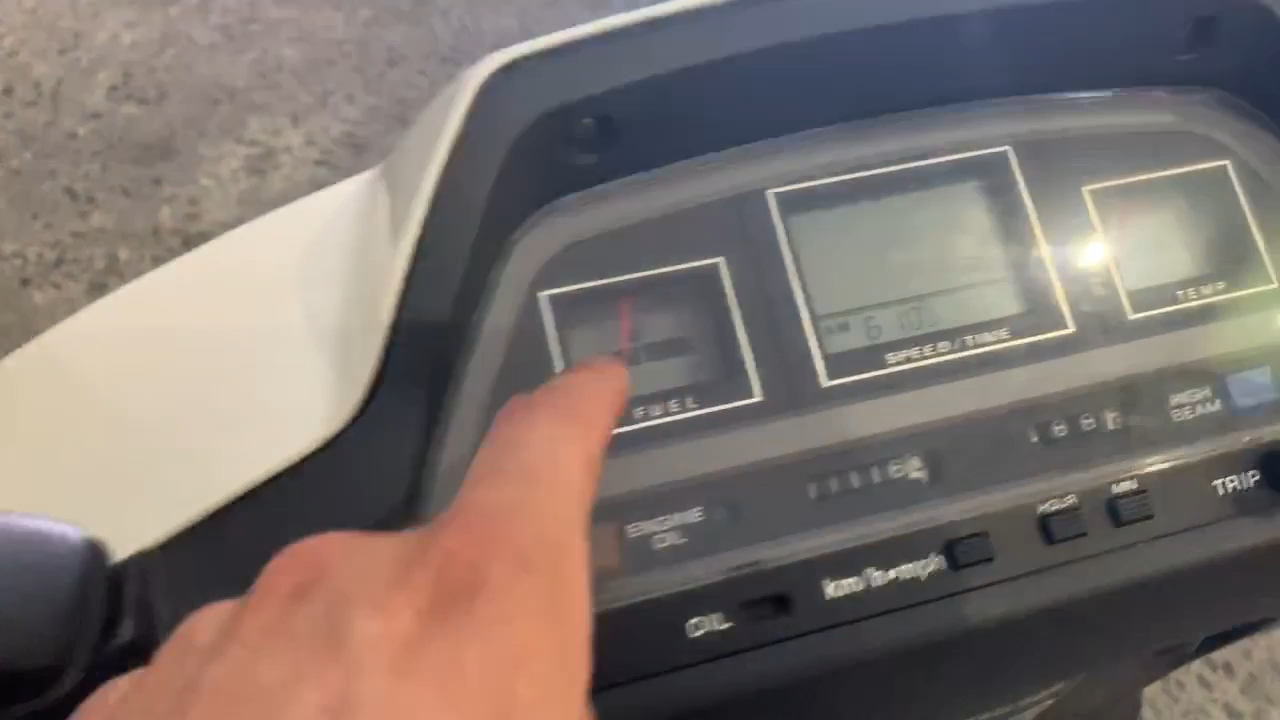 TEMP
SPEED/TIME
FUEL
HIGH
BEAM
ENGINE
OIL
HOUR
MIN
TRIP
km/h•mph
OIL